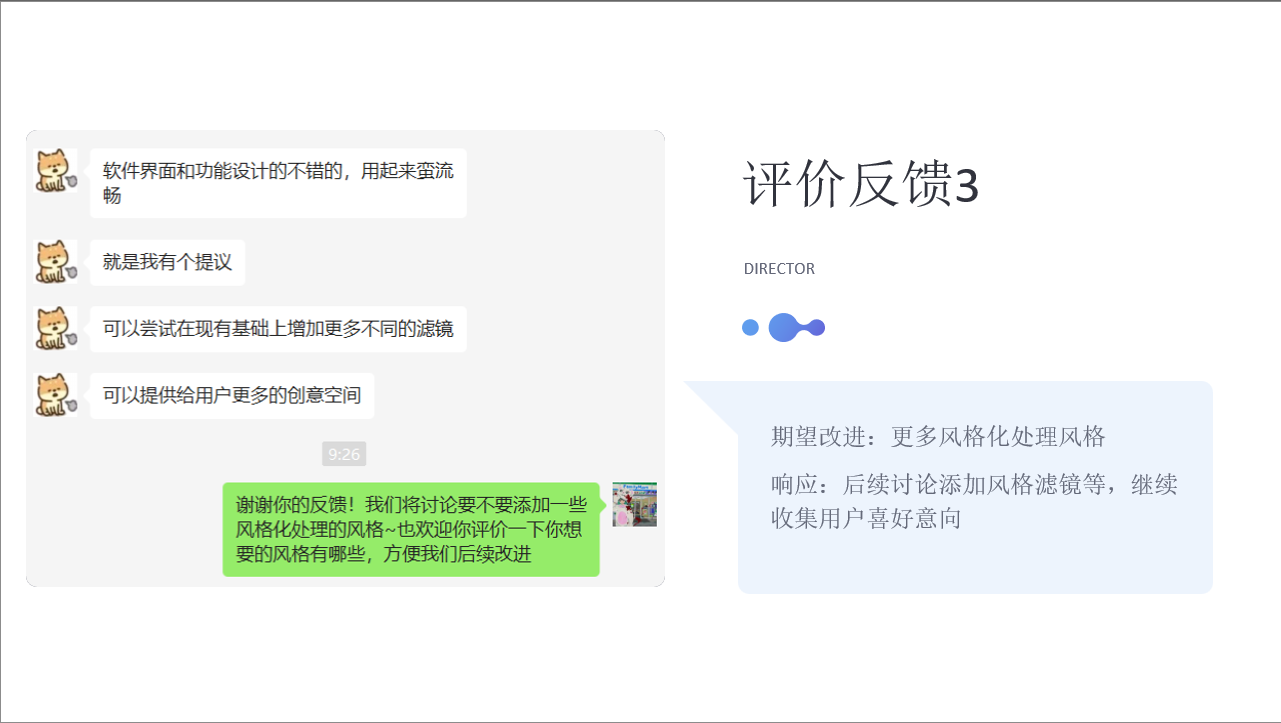 软件界面和功能设计的不错的，用起来蛮流
畅
就是我有个提议
可以尝试在现有基础上增加更多不同的滤镜
可以提供给用户更多的创意空间
9:26
谢谢你的反馈！我们将讨论要不要添加一些
风格化处理的风格~也欢迎你评价一下你想
要的风格有哪些，方便我们后续改进
评价反馈3
DIRECTOR
期望改进：更多风格化处理风格
响应：后续讨论添加风格滤镜等，继续
收集用户喜好意向